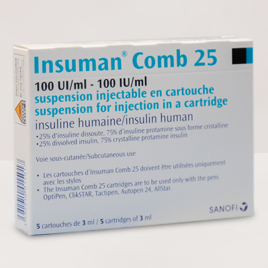 Insuman® Comb 25
100 UI/ml - 100 IU/ml
suspension injectable en cartouche
suspension for injection in a cartridge
insuline humaine/insulin human
•25% d'insuline dissoute, 75% d'insuline protamine sous forme cristalline
•25% dissolved insulin, 75% crystalline protamine insulin
Voie sous-cutanée/Subcutaneous use
• Les cartouches d'Insuman Comb 25 doivent être utilisées uniquement
avec les stylos
• The Insuman Comb 25 cartridges are to be used only with the pens
OptiPen, ClikSTAR, Tactipen, Autopen 24, AllStar
5 cartouches de 3 ml / 5 cartridges of 3 ml
SANOFI